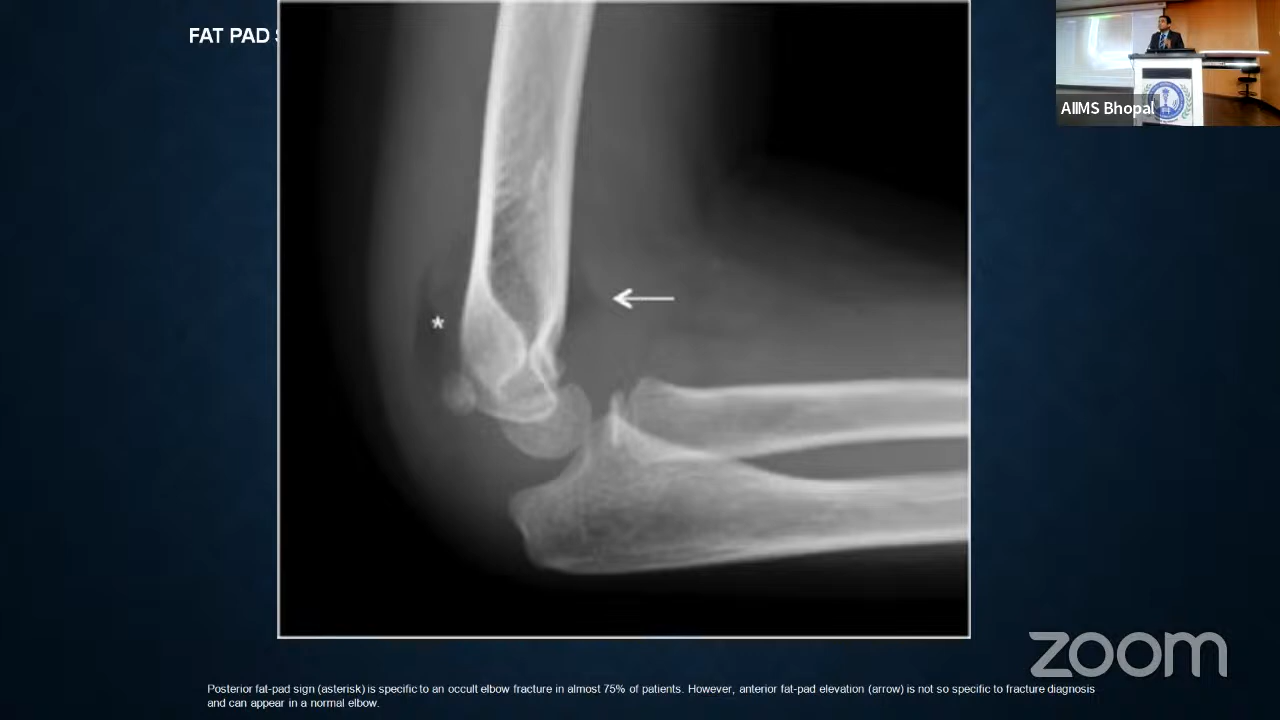 FAT PAD
AIIMS Bhopal
*
zoom
Posterior fat-pad sign (asterisk) is specific to an occult elbow fracture in almost 75% of patients. However, anterior fat-pad elevation (arrow) is not so specific to fracture diagnosis
and can appear in a normal elbow.